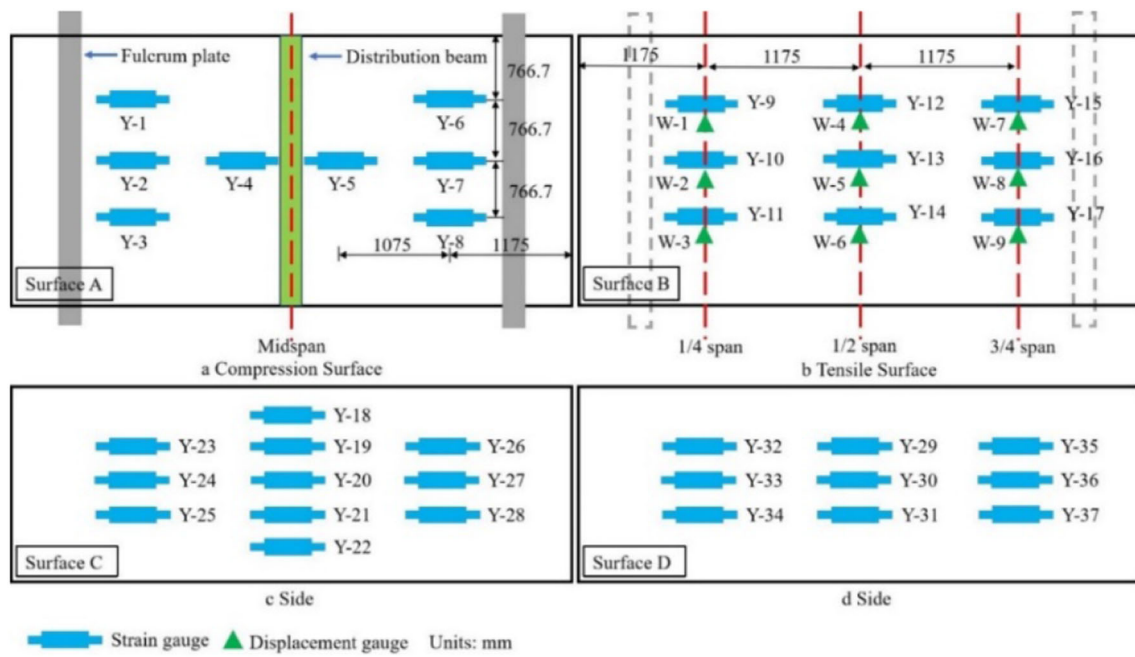 Fulcrum plate
Distribution beam
766.7
Y-1
Y-6
766.7
Y-2
Y-4
Y-5
Y-7
766.7
Y-3
Y-8
1075
1175
Surface A
Midspan
a Compression Surface
1175
1175
1175
Y-9
Y-12
Y-15
W-1
W-4
W-7
Y-10
Y-13
Y-16
W-2
W-5
W-8
Y-11
Y-14
Y-17
W-3
W-6
W-9
Surface B
1/4 span
1/2 span
3/4 span
b Tensile Surface
Y-18
Y-23
Y-19
Y-26
Y-24
Y-20
Y-27
Y-25
Y-21
Y-28
Y-22
Surface C
c Side
Y-32
Y-29
Y-35
Y-33
Y-30
Y-36
Y-34
Y-31
Y-37
Surface D
d Side
Strain gauge
Displacement gauge
Units: mm